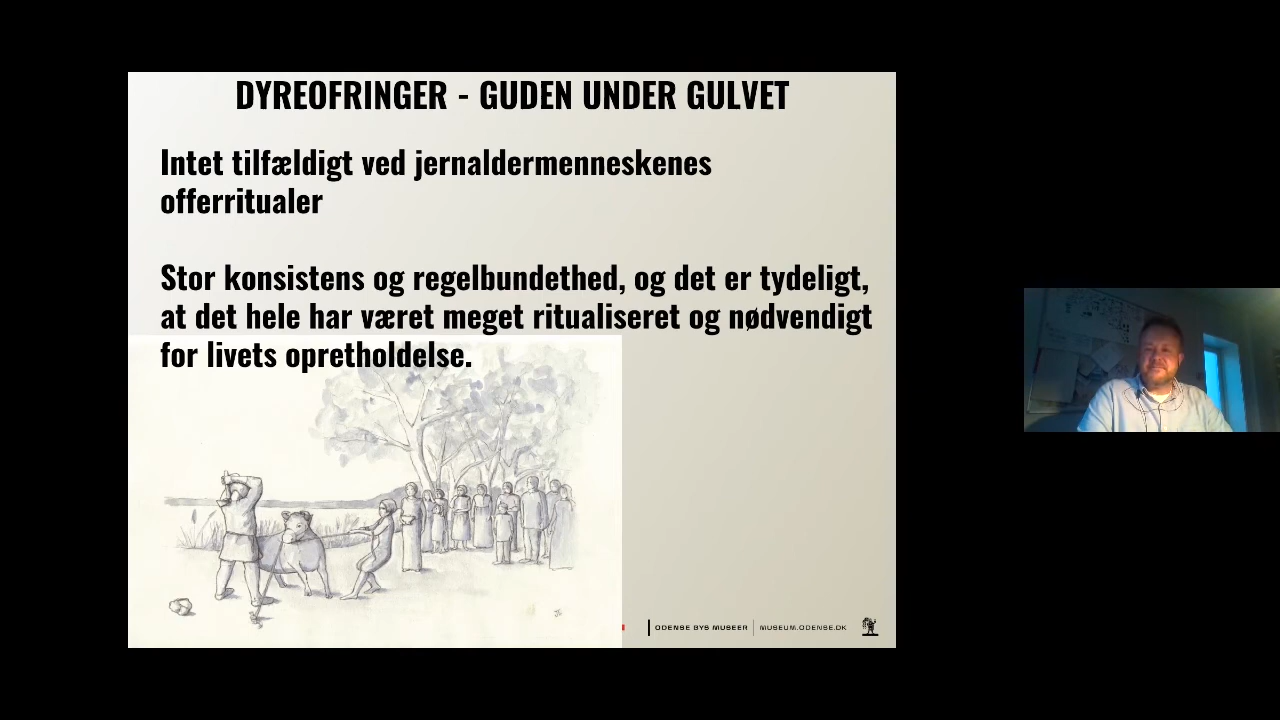 DYREOFRINGER - GUDEN UNDER GULVET
Intet tilfældigt ved jernaldermenneskenes
offerritualer
Stor konsistens og regelbundethed, og det er tydeligt,
at det hele har været meget ritualiseret og nødvendigt
for livets opretholdelse.
ODENSE BYS MUSEER | MUSEUM.ODENSE.DK